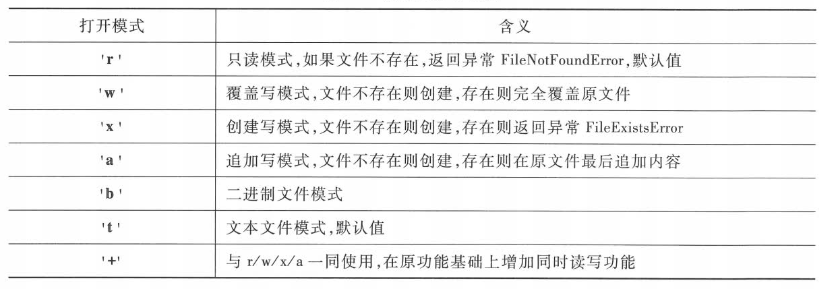 打开模式 含义
'r' 只读模式,如果文件不存在,返回异常 FileNotFoundError,默认值
'w' 覆盖写模式,文件不存在则创建,存在则完全覆盖原文件
'x' 创建写模式,文件不存在则创建,存在则返回异常 FileExistsError
'a' 追加写模式,文件不存在则创建,存在则在原文件最后追加内容
'b' 二进制文件模式
't' 文本文件模式,默认值
'+' 与 r/w/x/a 一同使用,在原功能基础上增加同时读写功能